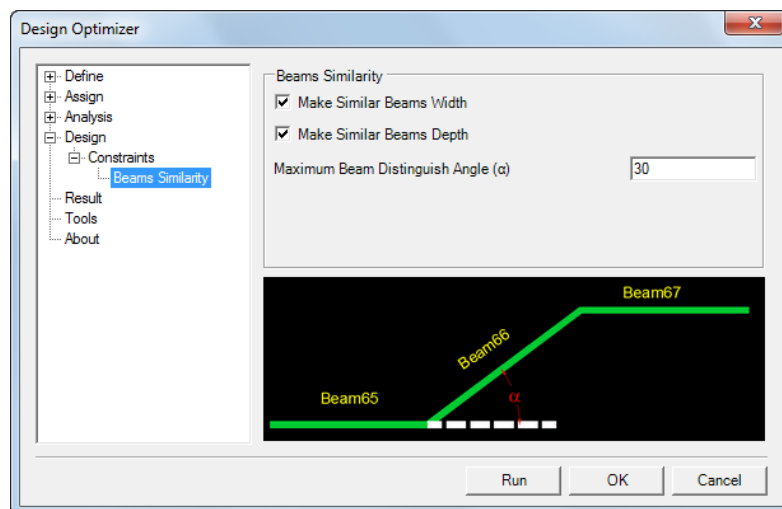 Design Optimizer
Define
Assign
Analysis
Design
Constraints
Beams Similarity
Result
Tools
About
Beams Similarity
Make Similar Beams Width
Make Similar Beams Depth
Maximum Beam Distinguish Angle (α)
30
Beam67
Beam66
Beam65
α
Run
OK
Cancel